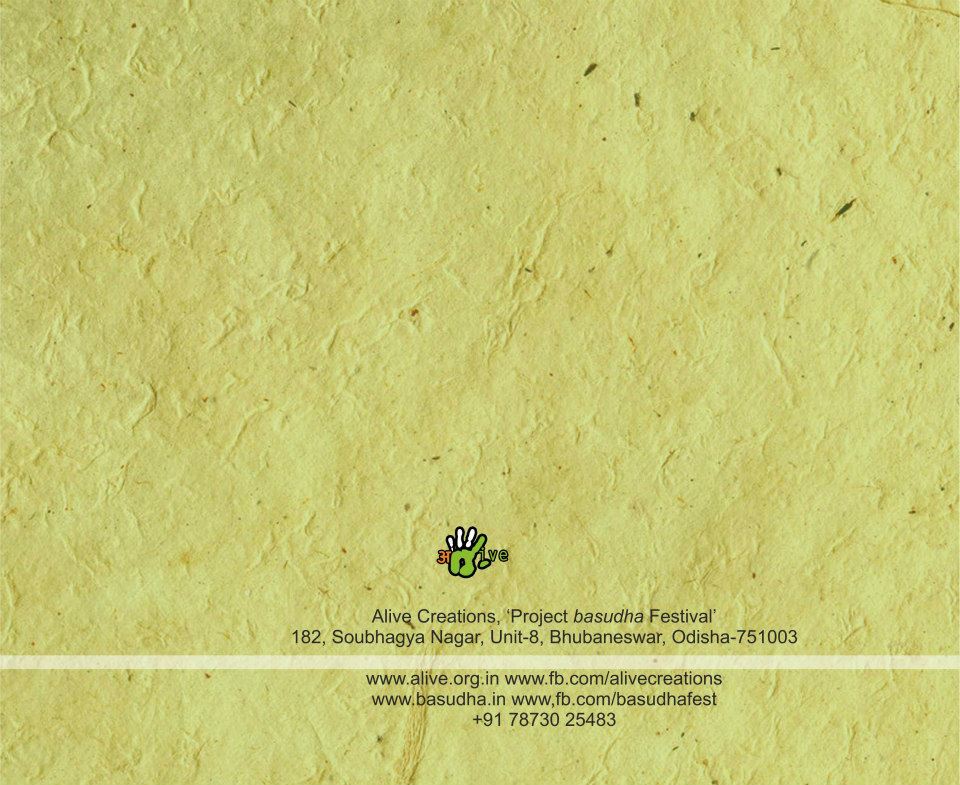 अ ive
Alive Creations, ‘Project basudha Festival’
182, Soubhagya Nagar, Unit-8, Bhubaneswar, Odisha-751003
www.alive.org.in www.fb.com/alivecreations
www.basudha.in www,fb.com/basudhafest
+91 78730 25483